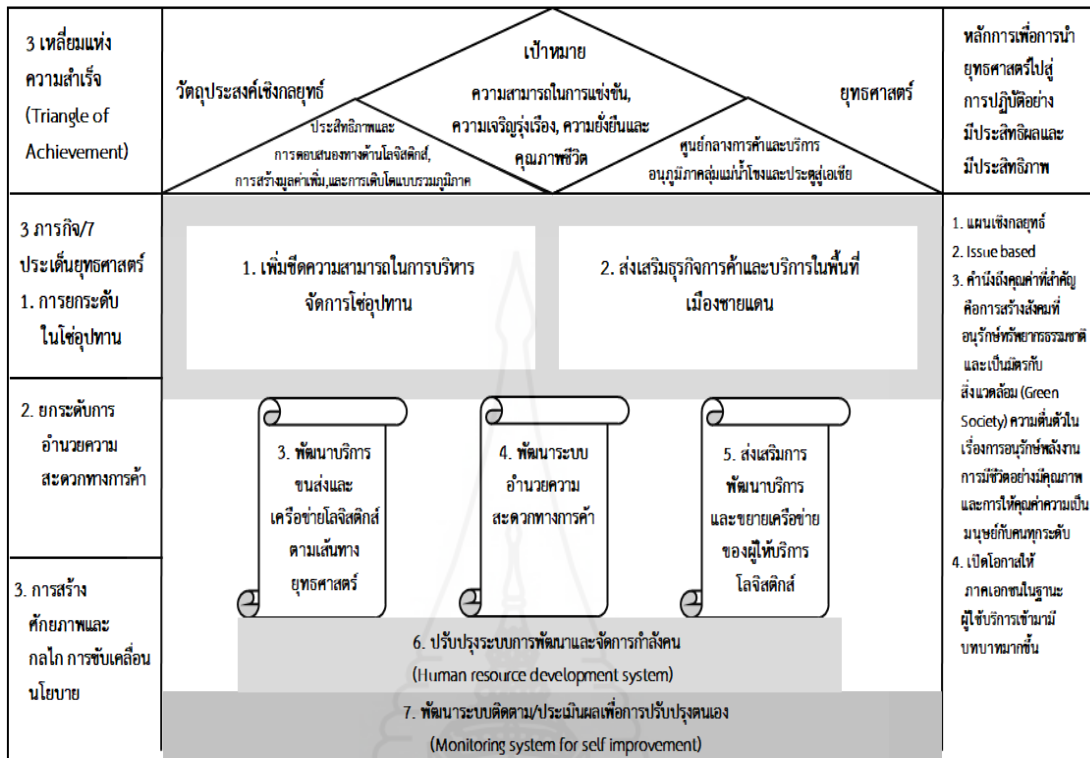 3 เหลี่ยมแห่ง
ความสำเร็จ
(Triangle of
Achievement)
วัตถุประสงค์เชิงกลยุทธ์
เป้าหมาย
ความสามารถในการแข่งขัน,
ความเจริญรุ่งเรือง, ความยั่งยืนและ
คุณภาพชีวิต
ยุทธศาสตร์
ประสิทธิภาพและ
การตอบสนองทางด้านโลจิสติกส์,
การสร้างมูลค่าเพิ่ม,และการเติบโตแบบรวมภูมิภาค
ศูนย์กลางการค้าและบริการ
อนุภูมิภาคลุ่มแม่น้ำโขงและประตูสู่เอเชีย
หลักการเพื่อการนำ
ยุทธศาสตร์ไปสู่
การปฏิบัติอย่าง
มีประสิทธิผลและ
มีประสิทธิภาพ
3 ภารกิจ/7
ประเด็นยุทธศาสตร์
1. การยกระดับ
ในโซ่อุปทาน
1. เพิ่มขีดความสามารถในการบริหาร
จัดการโซ่อุปทาน
2. ส่งเสริมธุรกิจการค้าและบริการในพื้นที่
เมืองชายแดน
2. ยกระดับการ
อำนวยความ
สะดวกทางการค้า
3. พัฒนาบริการ
ขนส่งและ
เครือข่ายโลจิสติกส์
ตามเส้นทาง
ยุทธศาสตร์
4. พัฒนาระบบ
อำนวยความ
สะดวกทางการค้า
5. ส่งเสริมการ
พัฒนาบริการ
และขยายเครือข่าย
ของผู้ให้บริการ
โลจิสติกส์
3. การสร้าง
ศักยภาพและ
กลไก การขับเคลื่อน
นโยบาย
6. ปรับปรุงระบบการพัฒนาและจัดการกำลังคน
(Human resource development system)
7. พัฒนาระบบติดตาม/ประเมินผลเพื่อการปรับปรุงตนเอง
(Monitoring system for self improvement)
1. แผนเชิงกลยุทธ์
2. Issue based
3. คำนึงถึงคุณค่าที่สำคัญ
คือการสร้างสังคมที่
อนุรักษ์ทรัพยากรธรรมชาติ
และเป็นมิตรกับ
สิ่งแวดล้อม (Green
Society) ความตื่นตัวใน
เรื่องการอนุรักษ์พลังงาน
การมีชีวิตอย่างมีคุณภาพ
และการให้คุณค่าความเป็น
มนุษย์กับคนทุกระดับ
4. เปิดโอกาสให้
ภาคเอกชนในฐานะ
ผู้ใช้บริการเข้ามามี
บทบาทมากขึ้น